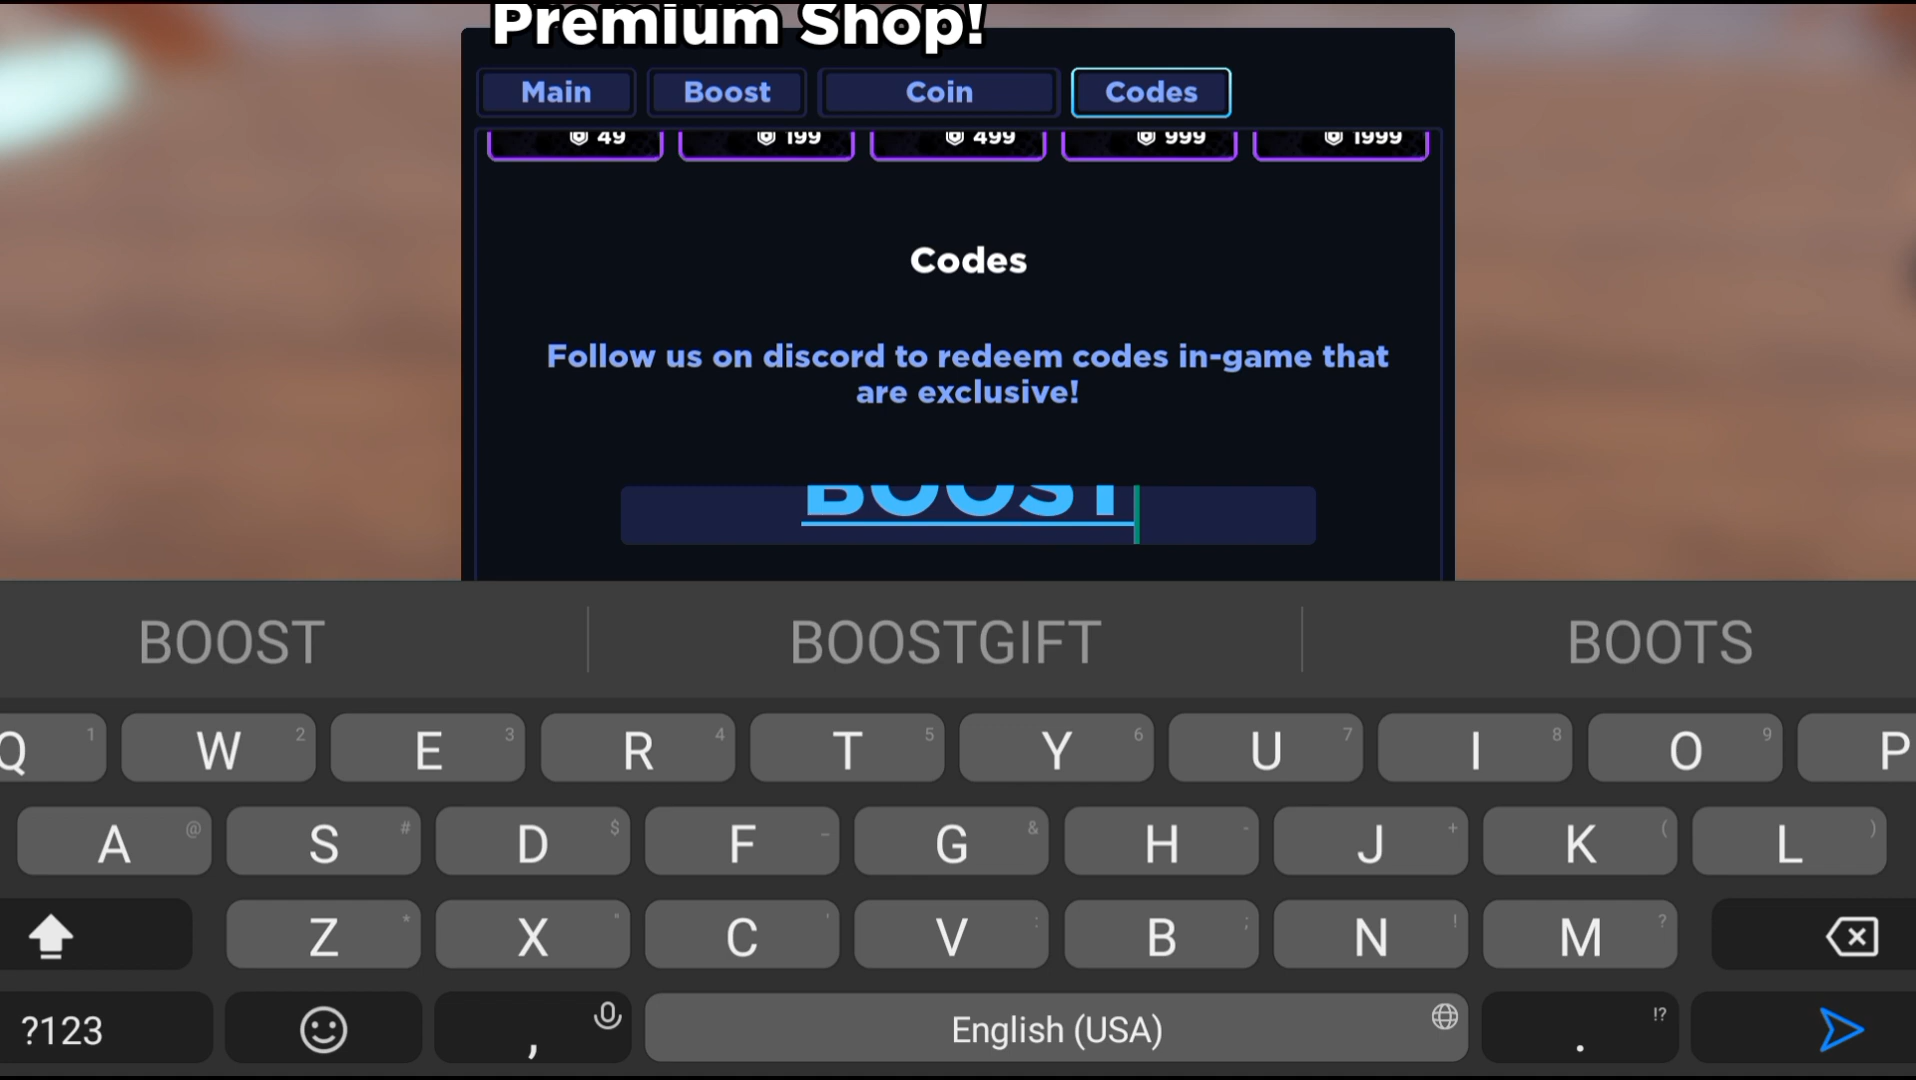 Premium Shop!
Main Boost Coin Codes
49 199 499 999 1999
Codes
Follow us on discord to redeem codes in-game that
are exclusive!
BOOST
BOOST BOOSTGIFT BOOTS
Q 1 W 2 E 3 R 4 T 5 Y 6 U 7 I 8 O 9 P
A @ S # D $ F _ G & H - J + K ( L )
Z * X " C ' V : B ; N ! M ?
?123 , English (USA) . !?